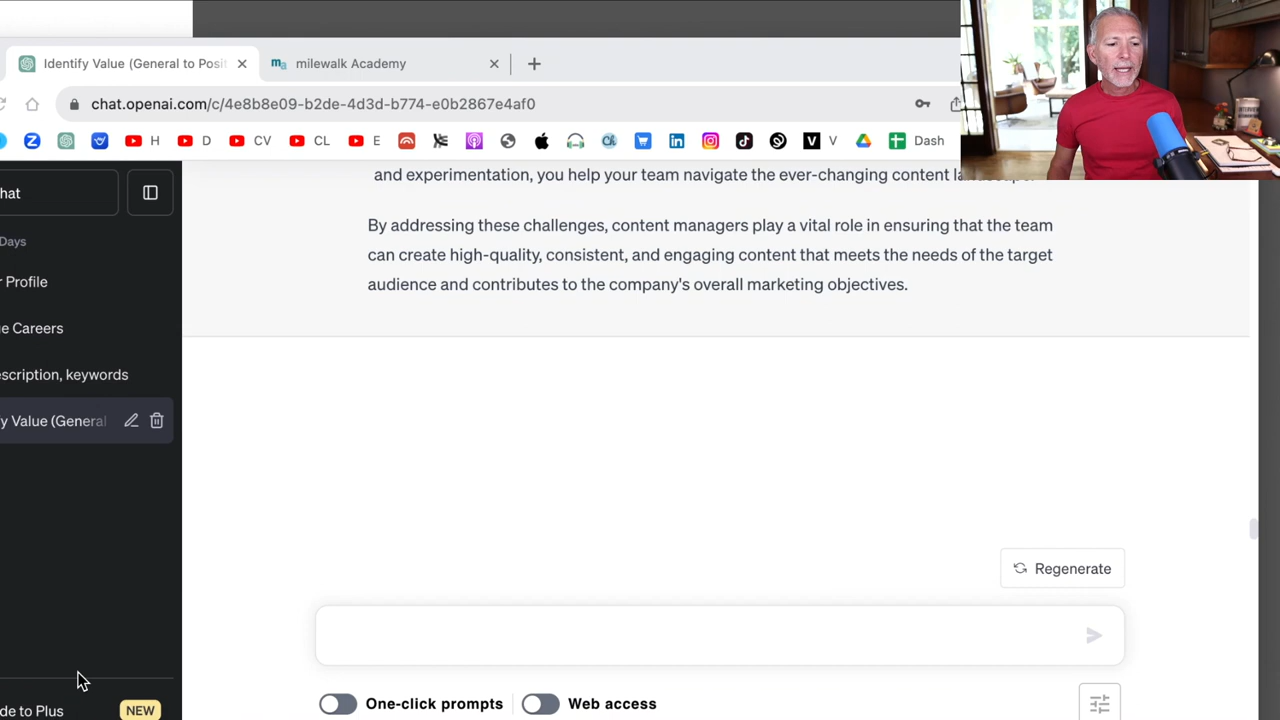 Identify Value (General to Posit
ma milewalk Academy
chat.openai.com/c/4e8b8e09-b2de-4d3d-b774-e0b2867e4af0
H D CV CL E V Dash
hat
and experimentation, you help your team navigate the ever-changing content landscape.
Days
By addressing these challenges, content managers play a vital role in ensuring that the team
can create high-quality, consistent, and engaging content that meets the needs of the target
audience and contributes to the company's overall marketing objectives.
r Profile
e Careers
escription, keywords
y Value (General
Regenerate
de to Plus NEW
One-click prompts Web access